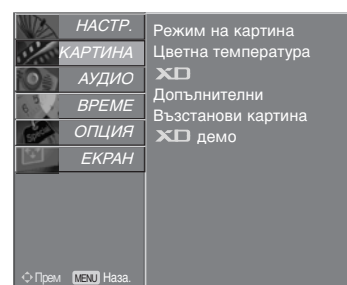 НАСТР.
КАРТИНА
АУДИО
ВРЕМЕ
ОПЦИЯ
ЕКРАН
Режим на картина
Цветна температура
XD
Допълнителни
Възстанови картина
XD демо
Прем MENU Наза.